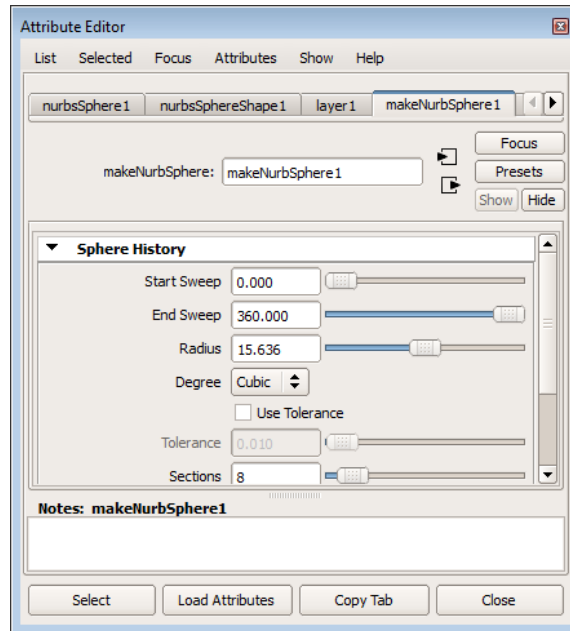 Attribute Editor
List Selected Focus Attributes Show Help
nurbsSphere1 nurbsSphereShape1 layer1 makeNurbSphere1
Focus
makeNurbSphere: makeNurbSphere1
Presets
Show Hide
Sphere History
Start Sweep 0.000
End Sweep 360.000
Radius 15.636
Degree Cubic
Use Tolerance
Tolerance 0.010
Sections 8
Notes: makeNurbSphere1
Select Load Attributes Copy Tab Close